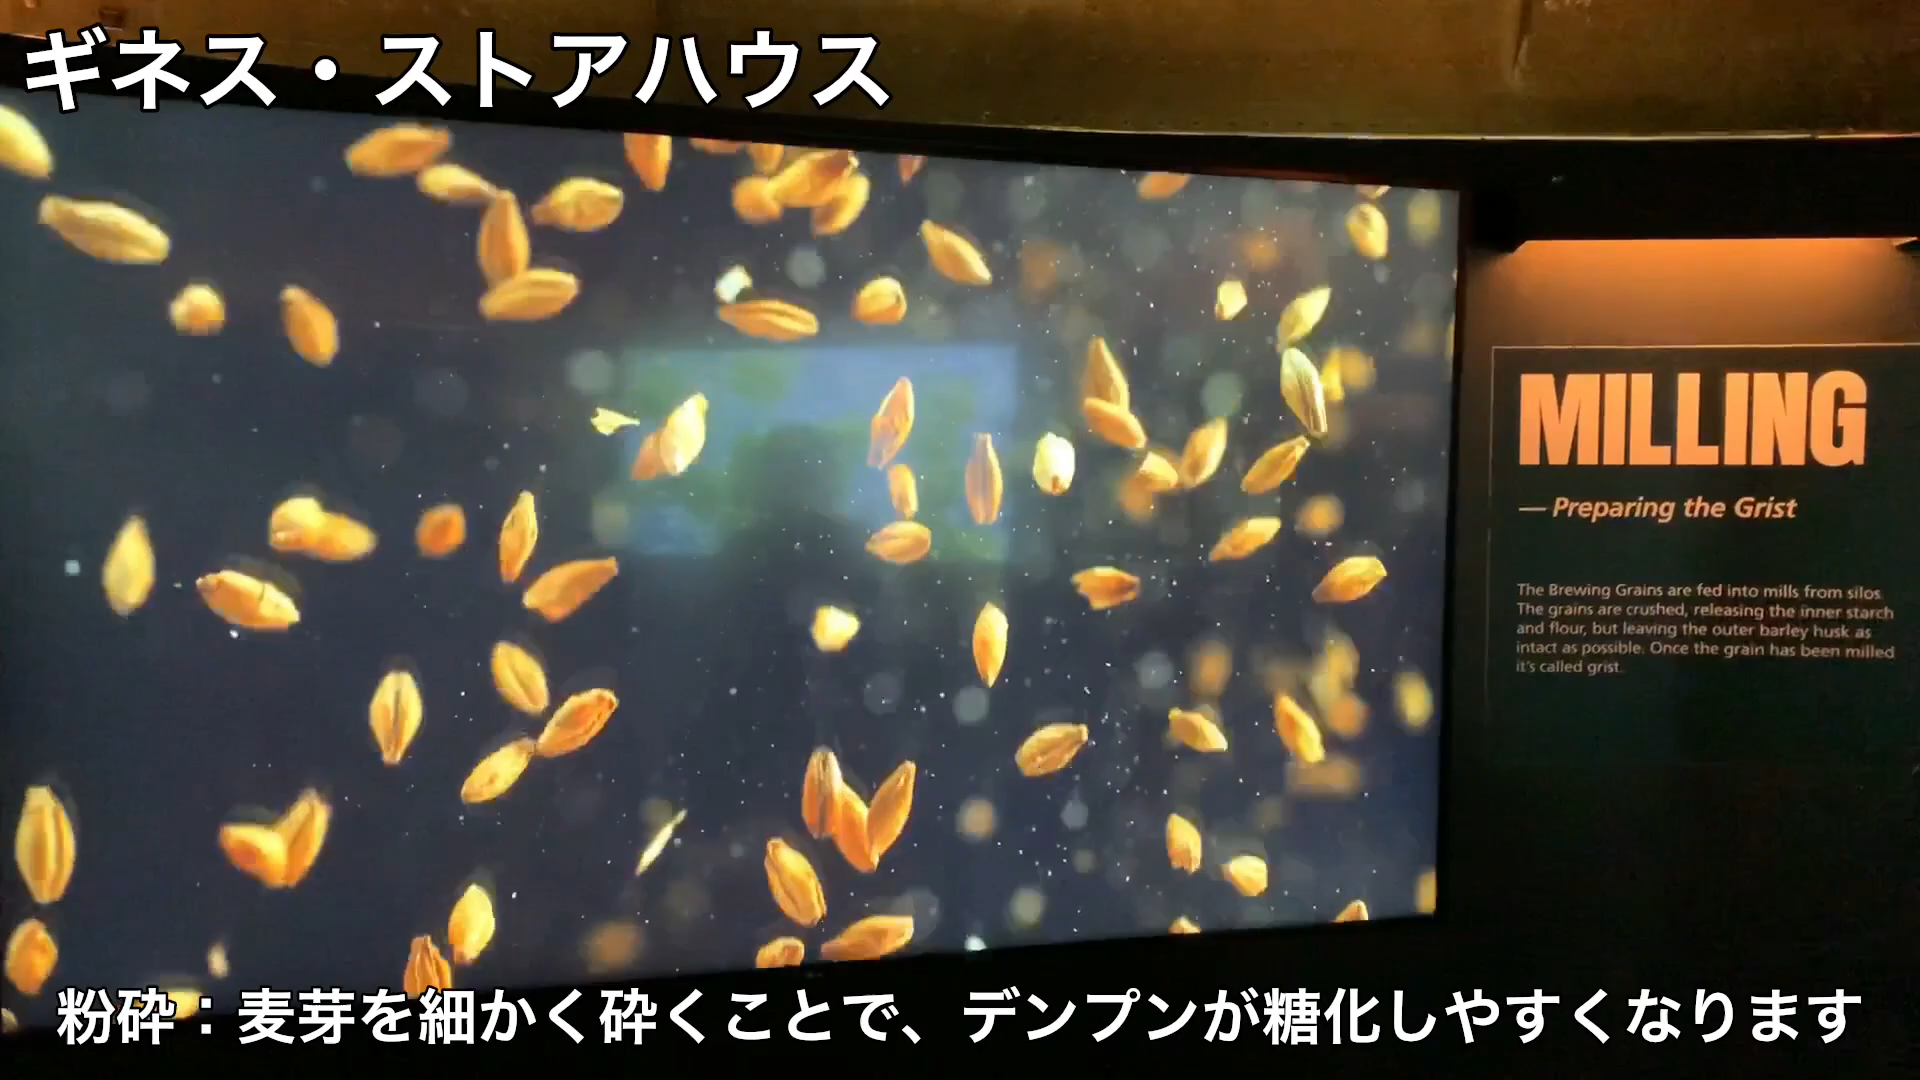 ギネス・ストアハウス
MILLING
— Preparing the Grist
The Brewing Grains are fed into mills from silos.
The grains are crushed, releasing the inner starch
and flour, but leaving the outer barley husk as
intact as possible. Once the grain has been milled
it's called grist.
粉砕：麦芽を細かく砕くことで、デンプンが糖化しやすくなります